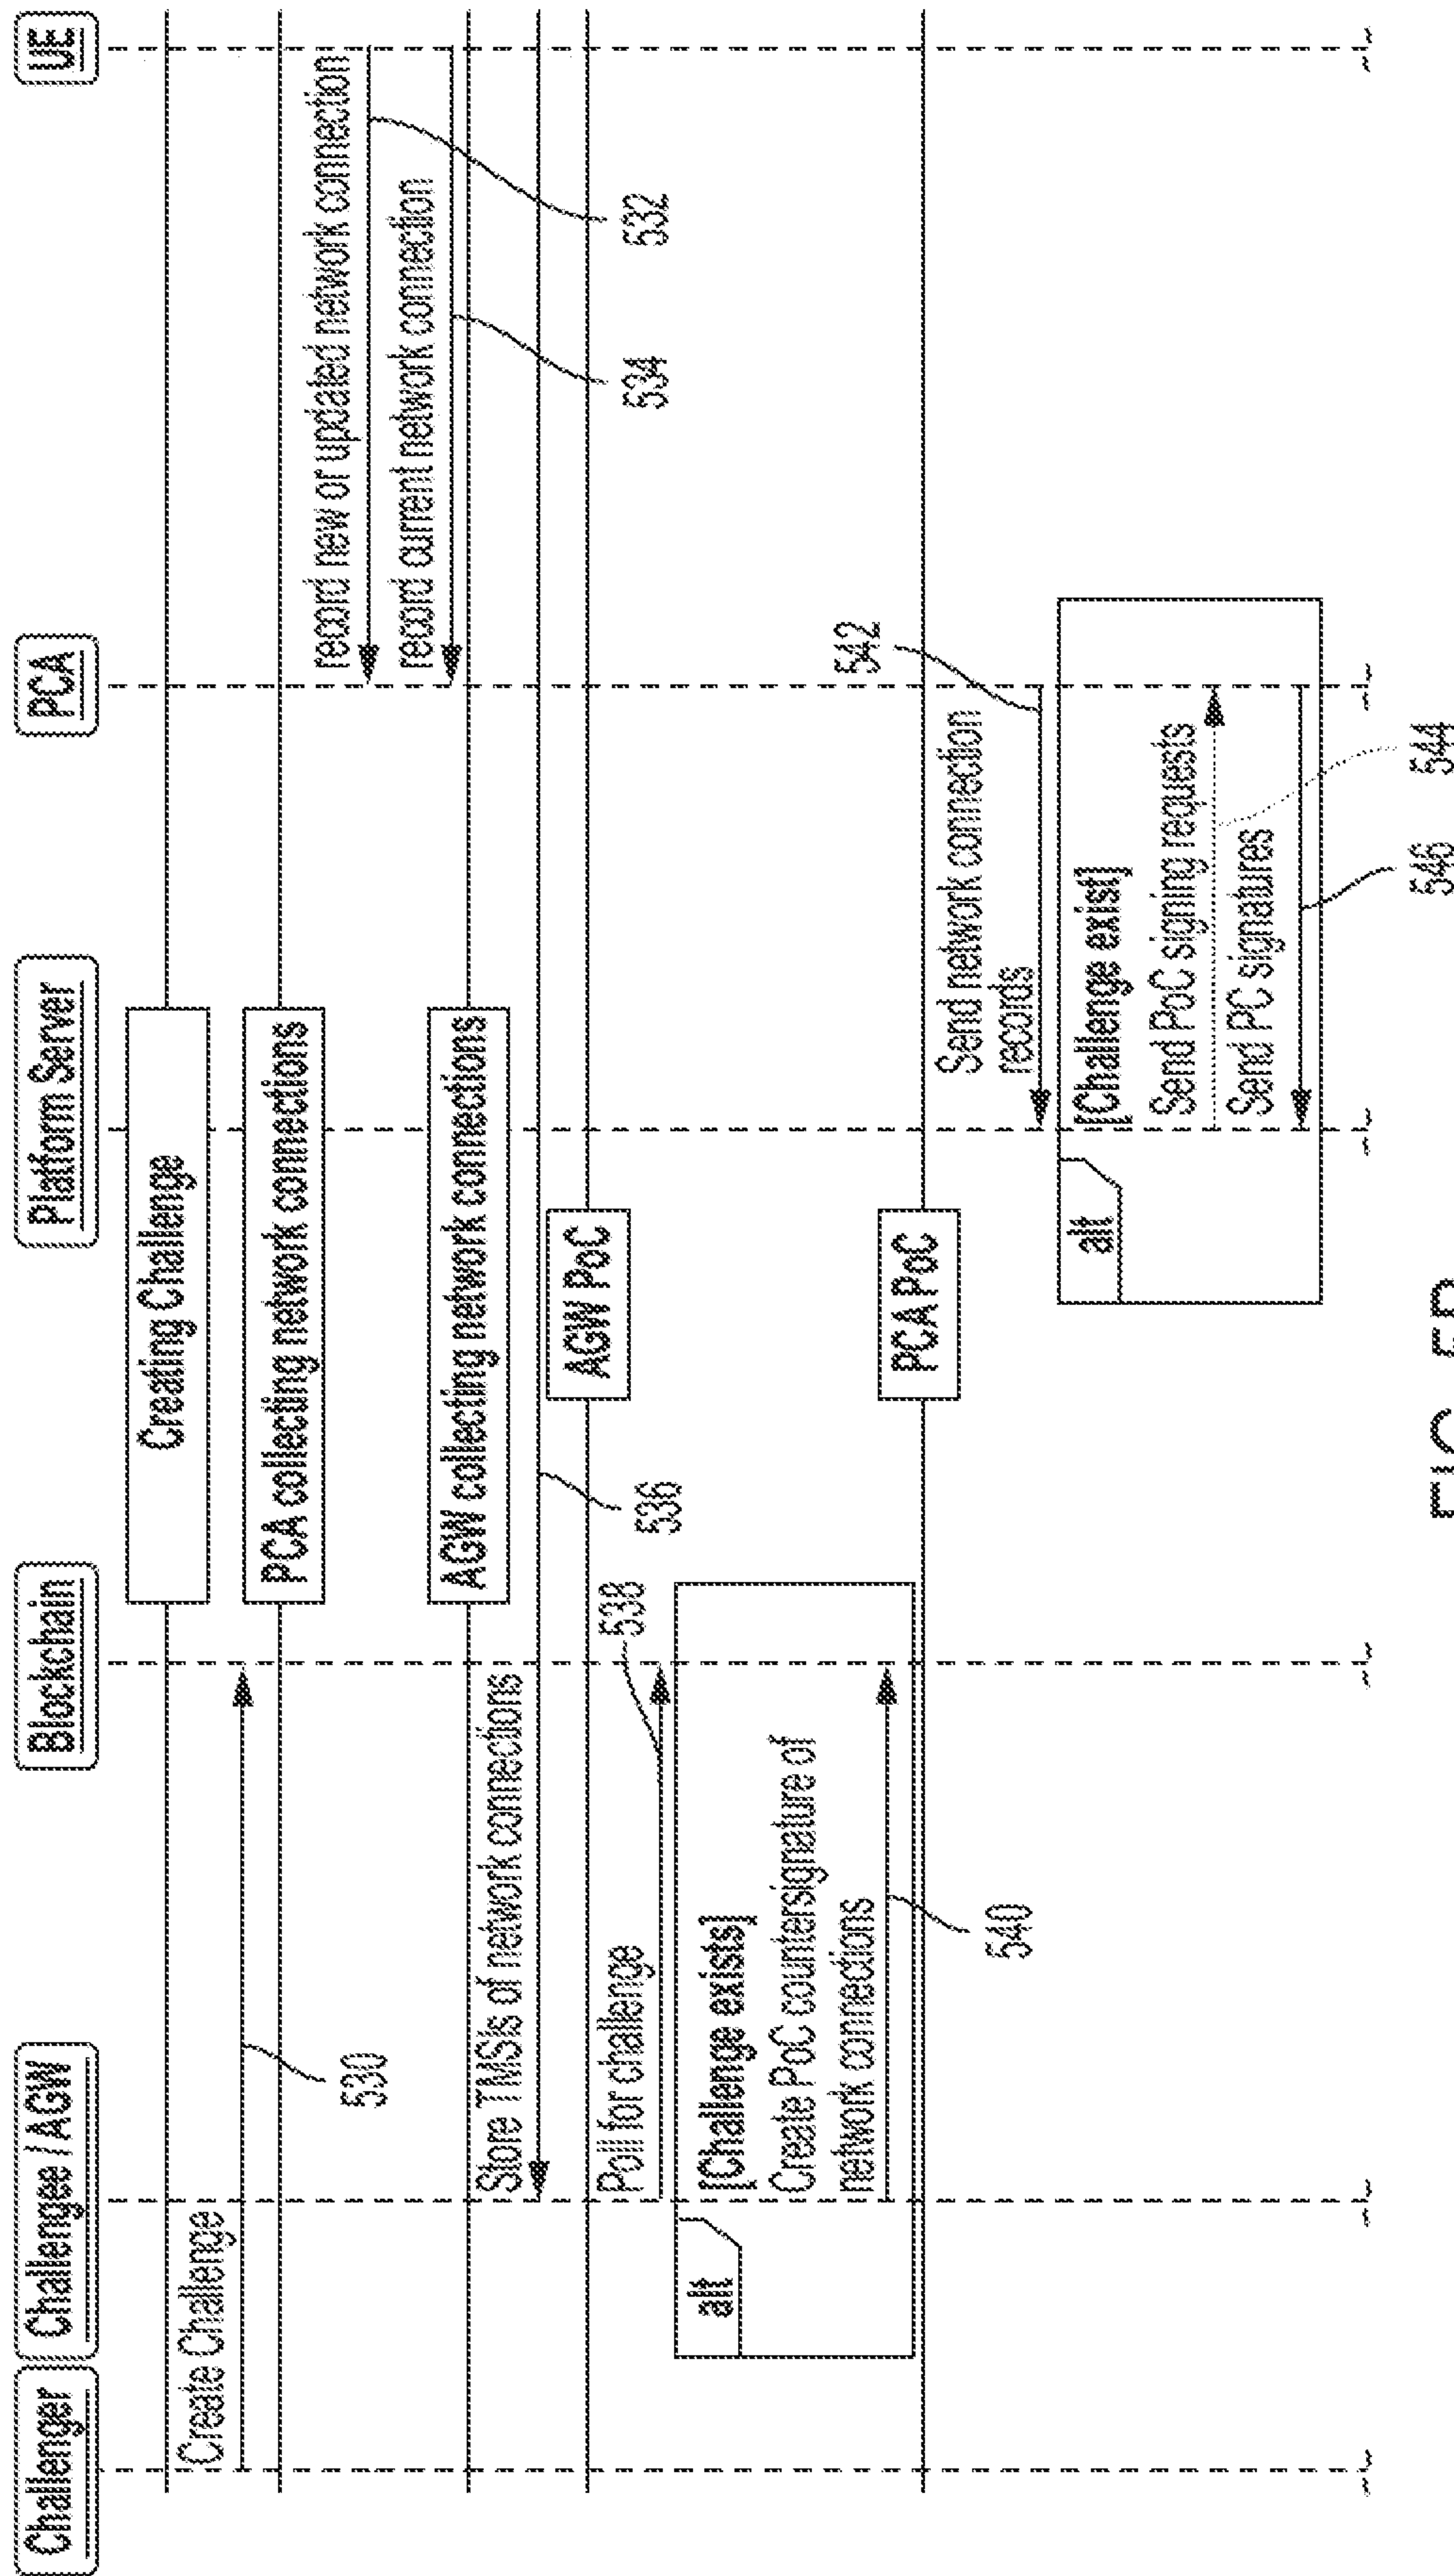 Challenger
Challengee / AGW
Blockchain
Platform Server
PCA
UE
Creating Challenge
Create Challenge
530
PCA collecting network connections
record new or updated network connection
532
record current network connection
534
AGW collecting network connections
Store TMSIs of network connections
536
AGW PoC
Poll for challenge
538
alt
[Challenge exists]
Create PoC countersignature of
network connections
540
PCA PoC
Send network connection
records
542
alt
[Challenge exist]
Send PoC signing requests
544
Send PC signatures
546